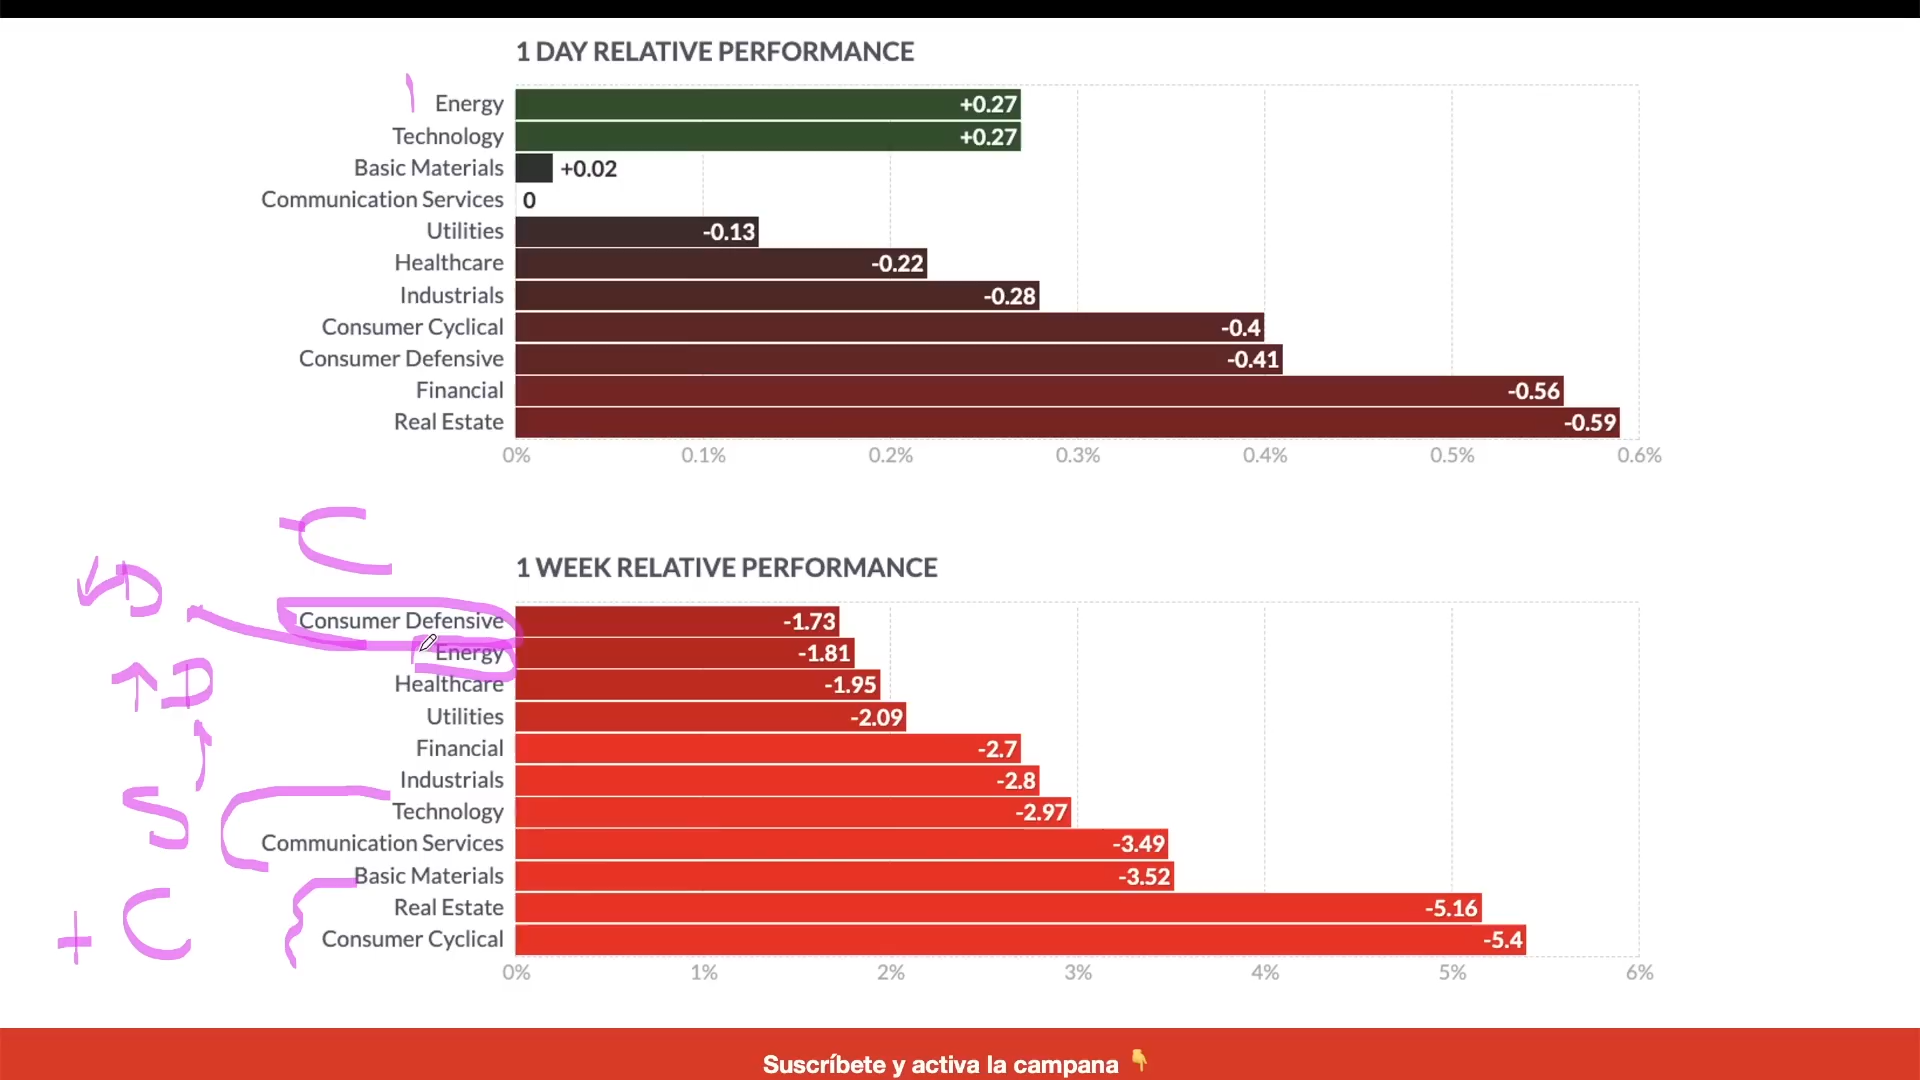 1 DAY RELATIVE PERFORMANCE
Energy +0.27
Technology +0.27
Basic Materials +0.02
Communication Services 0
Utilities -0.13
Healthcare -0.22
Industrials -0.28
Consumer Cyclical -0.4
Consumer Defensive -0.41
Financial -0.56
Real Estate -0.59
0% 0.1% 0.2% 0.3% 0.4% 0.5% 0.6%
C
1 WEEK RELATIVE PERFORMANCE
↓D
Consumer Defensive -1.73
Energy -1.81
↑D
Healthcare -1.95
Utilities -2.09
Financial -2.7
Industrials -2.8
S
Technology -2.97
Communication Services -3.49
Basic Materials -3.52
+ C
Real Estate -5.16
Consumer Cyclical -5.4
0% 1% 2% 3% 4% 5% 6%
Suscríbete y activa la campana 👇